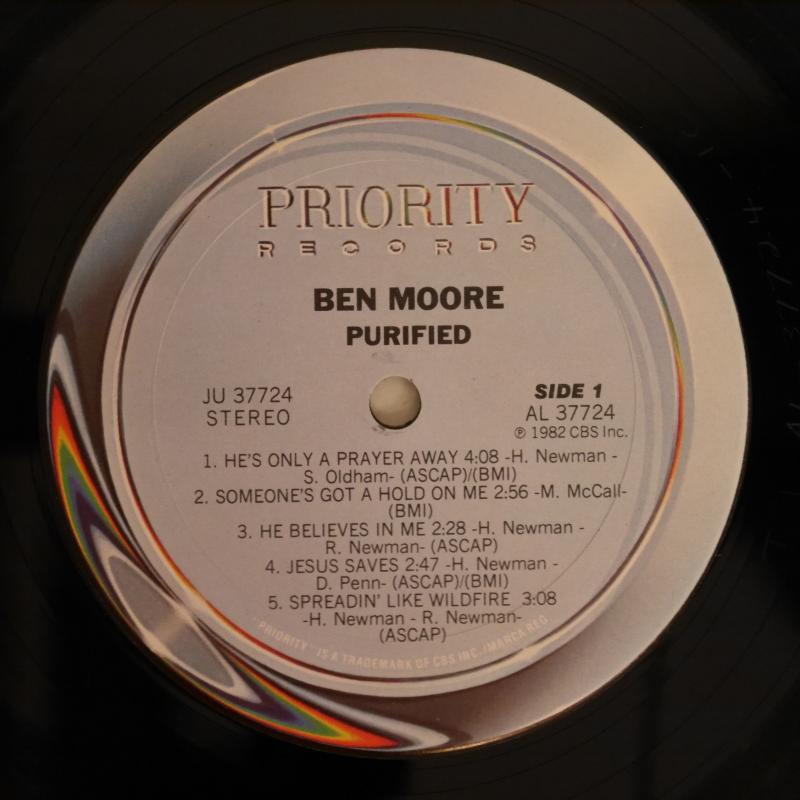 PRIORITY
RECORDS
BEN MOORE
PURIFIED
JU 37724
STEREO
SIDE 1
AL 37724
℗ 1982 CBS Inc.
1. HE'S ONLY A PRAYER AWAY 4:08 -H. Newman -
S. Oldham- (ASCAP)/(BMI)
2. SOMEONE'S GOT A HOLD ON ME 2:56 -M. McCall-
(BMI)
3. HE BELIEVES IN ME 2:28 -H. Newman -
R. Newman- (ASCAP)
4. JESUS SAVES 2:47 -H. Newman -
D. Penn- (ASCAP)/(BMI)
5. SPREADIN' LIKE WILDFIRE 3:08
-H. Newman - R. Newman-
(ASCAP)
"PRIORITY" IS A TRADEMARK OF CBS INC./MARCA REG